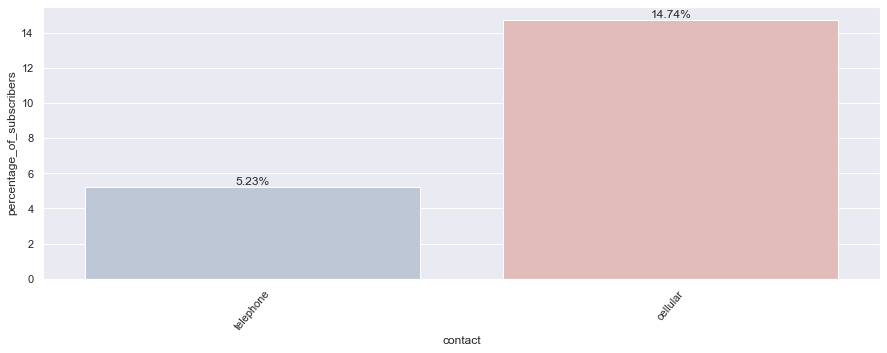 percentage_of_subscribers
14
12
10
8
6
4
2
0
14.74%
5.23%
telephone
cellular
contact